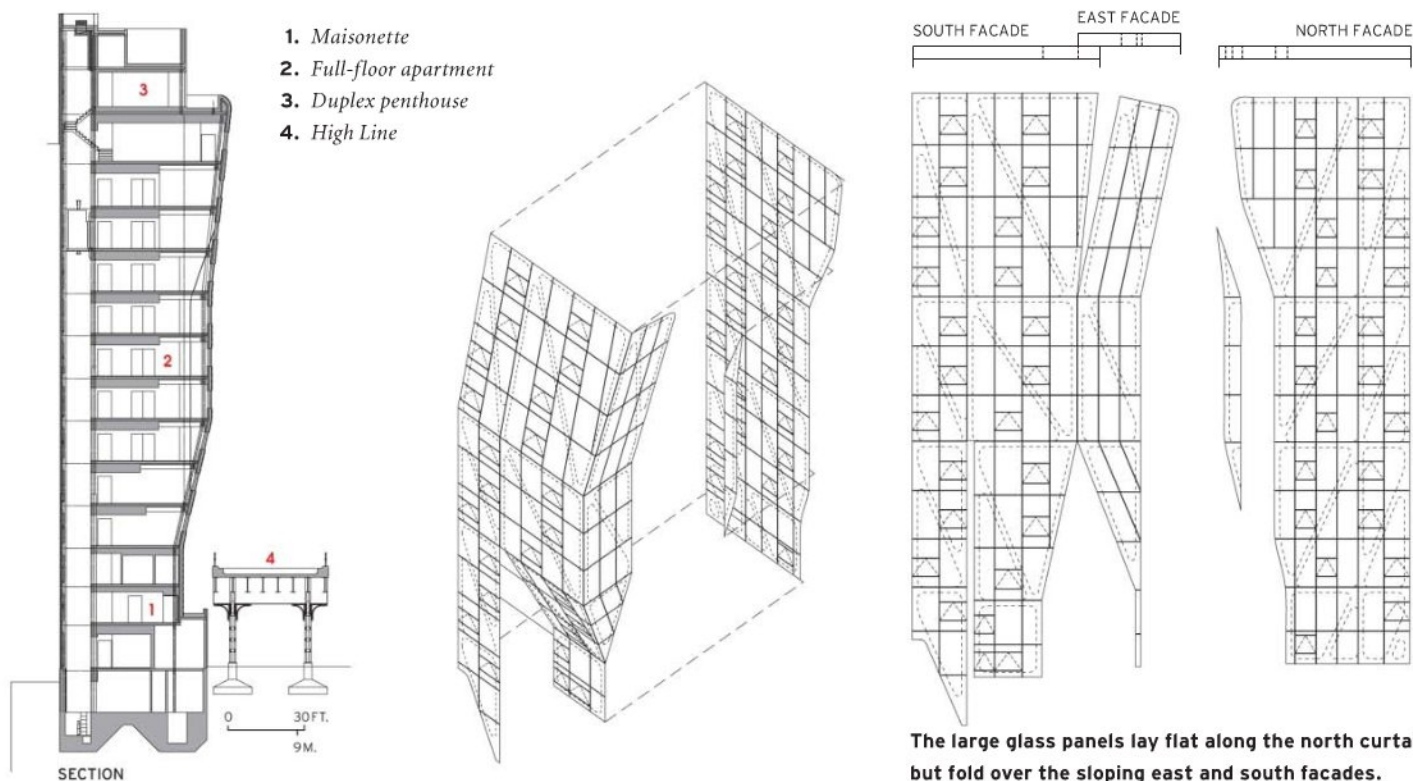 1. Maisonette
2. Full-floor apartment
3. Duplex penthouse
4. High Line
3
2
1
4
0 30 FT.
9 M.
SECTION
SOUTH FACADE
EAST FACADE
NORTH FACADE
The large glass panels lay flat along the north curta
but fold over the sloping east and south facades.